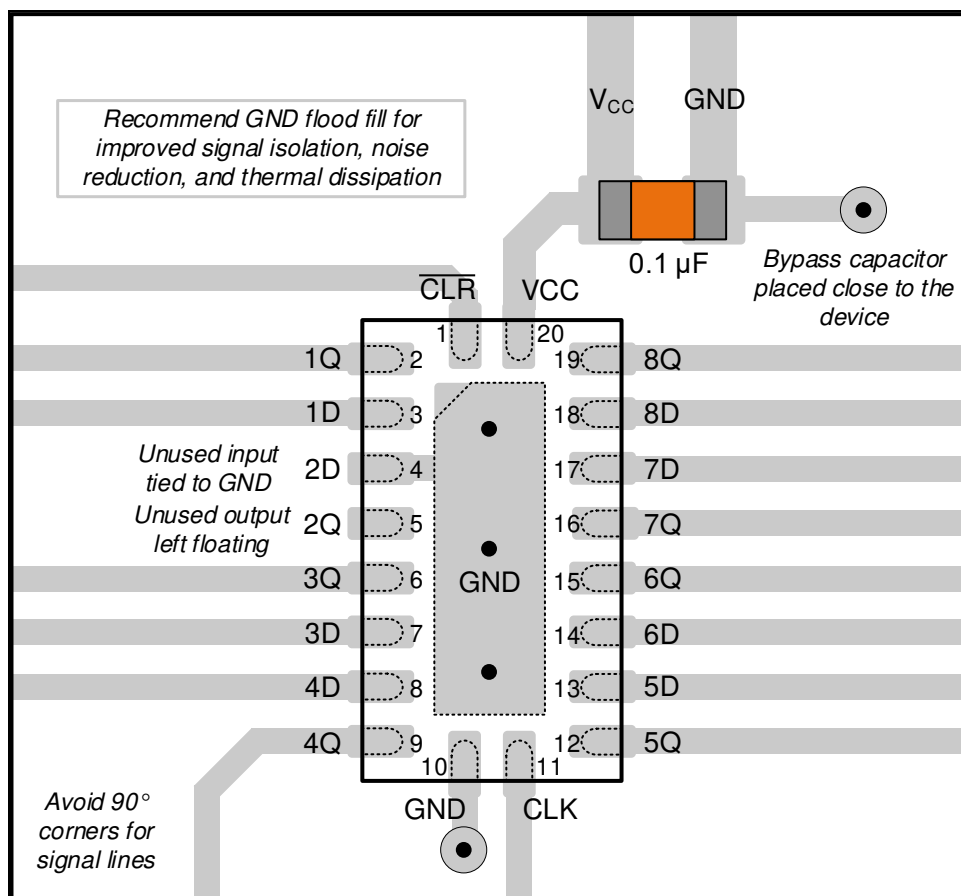 V_CC GND
Recommend GND flood fill for
improved signal isolation, noise
reduction, and thermal dissipation
0.1 µF
Bypass capacitor
placed close to the
device
C̅L̅R̅ VCC
1 20
1Q 2 19 8Q
1D 3 18 8D
Unused input
tied to GND
2D 4 17 7D
Unused output
left floating
2Q 5 16 7Q
3Q 6 GND 15 6Q
3D 7 14 6D
4D 8 13 5D
4Q 9 12 5Q
10 11
GND CLK
Avoid 90°
corners for
signal lines